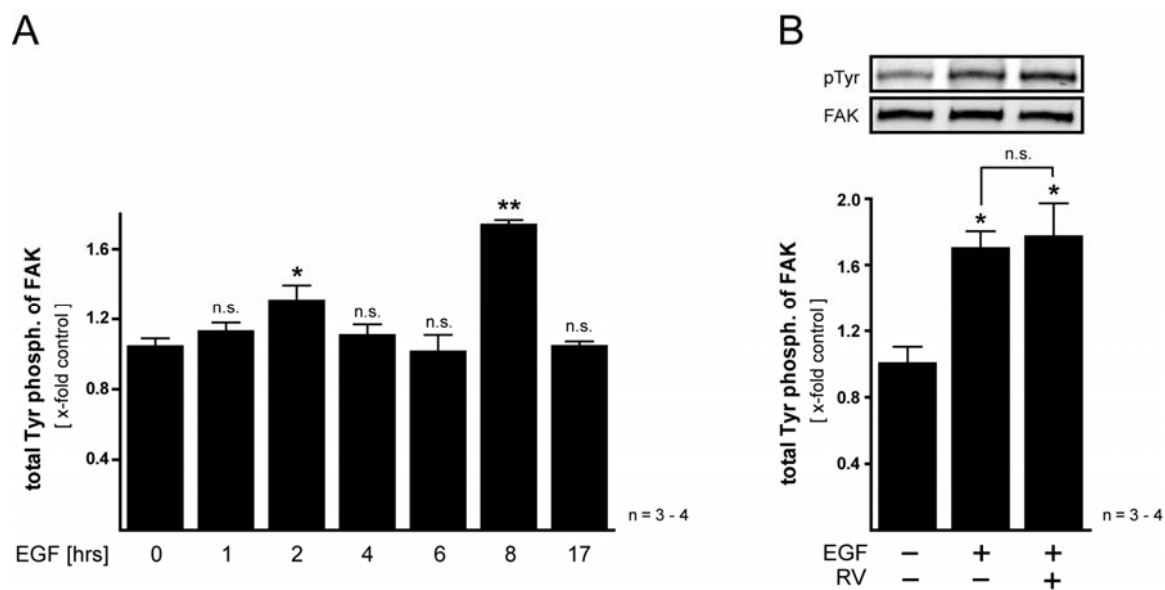 A
total Tyr phosph. of FAK
[ x-fold control ]
1.6
1.2
0.8
0.4
n.s.
*
n.s.
n.s.
**
n.s.
n = 3 - 4
EGF [hrs] 0 1 2 4 6 8 17
B
pTyr
FAK
n.s.
* *
total Tyr phosph. of FAK
[ x-fold control ]
2.0
1.6
1.2
0.8
0.4
n = 3 - 4
EGF – + +
RV – – +